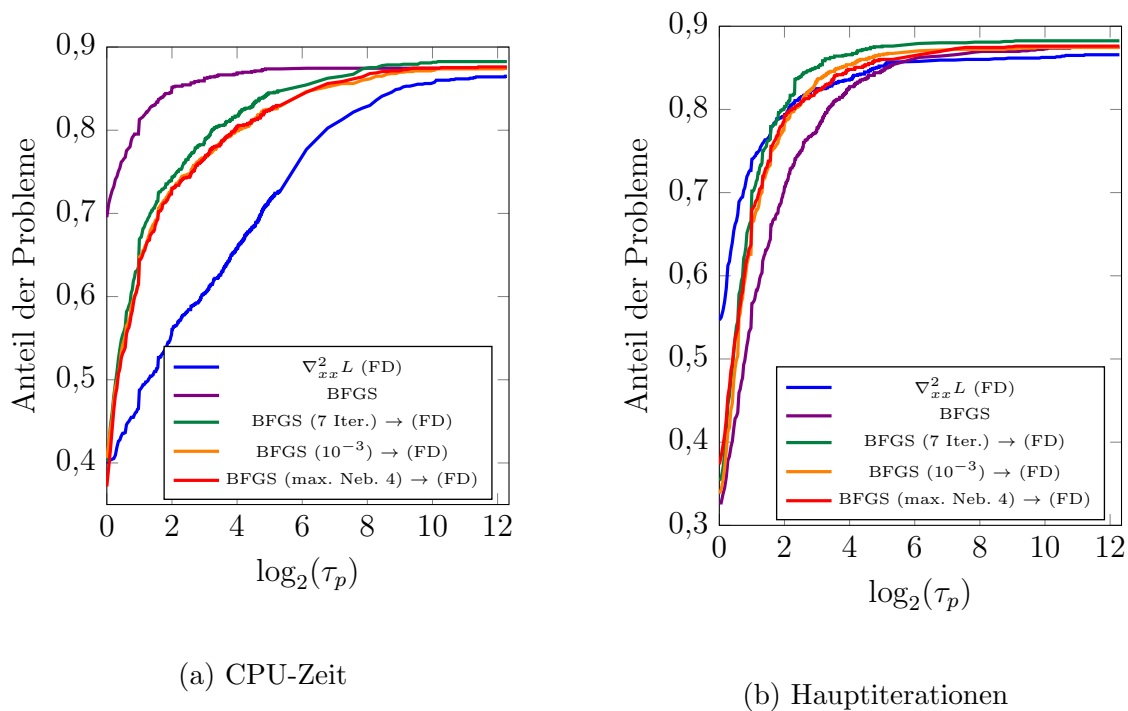 0,9
0,8
0,7
0,6
0,5
0,4
Anteil der Probleme
0 2 4 6 8 10 12
log₂(τₚ)
∇²ₓₓL (FD)
BFGS
BFGS (7 Iter.) → (FD)
BFGS (10⁻³) → (FD)
BFGS (max. Neb. 4) → (FD)
(a) CPU-Zeit
0,9
0,8
0,7
0,6
0,5
0,4
0,3
Anteil der Probleme
0 2 4 6 8 10 12
log₂(τₚ)
∇²ₓₓL (FD)
BFGS
BFGS (7 Iter.) → (FD)
BFGS (10⁻³) → (FD)
BFGS (max. Neb. 4) → (FD)
(b) Hauptiterationen